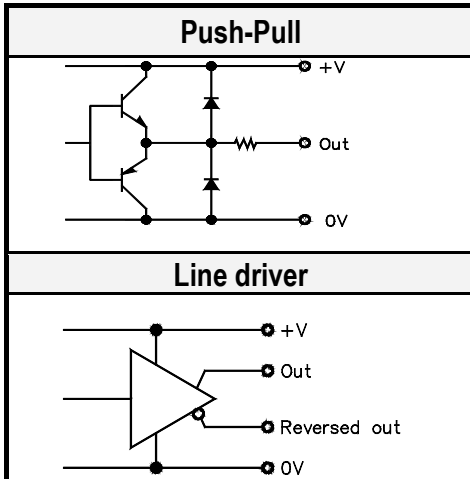 Push-Pull
+V
Out
0V
Line driver
+V
Out
Reversed out
0V